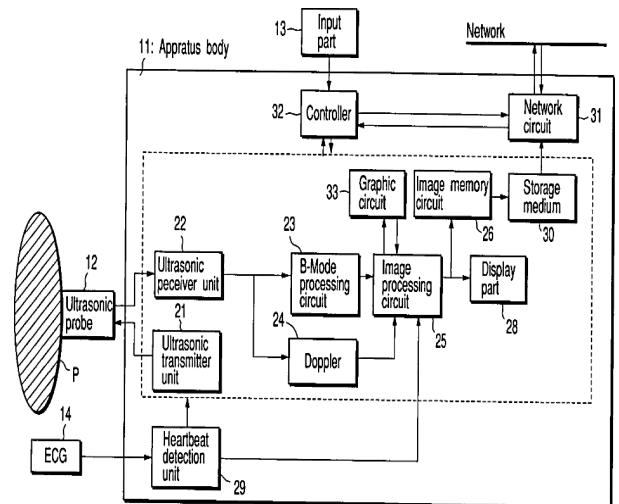 13
Input
part
Network
11: Appratus body
32
Controller
Network
circuit
31
33
Graphic
circuit
Image memory
circuit
26
Storage
medium
30
22
Ultrasonic
peceiver unit
23
B-Mode
processing
circuit
Image
processing
circuit
25
Display
part
28
12
Ultrasonic
probe
21
Ultrasonic
transmitter
unit
24
Doppler
P
14
ECG
Heartbeat
detection
unit
29